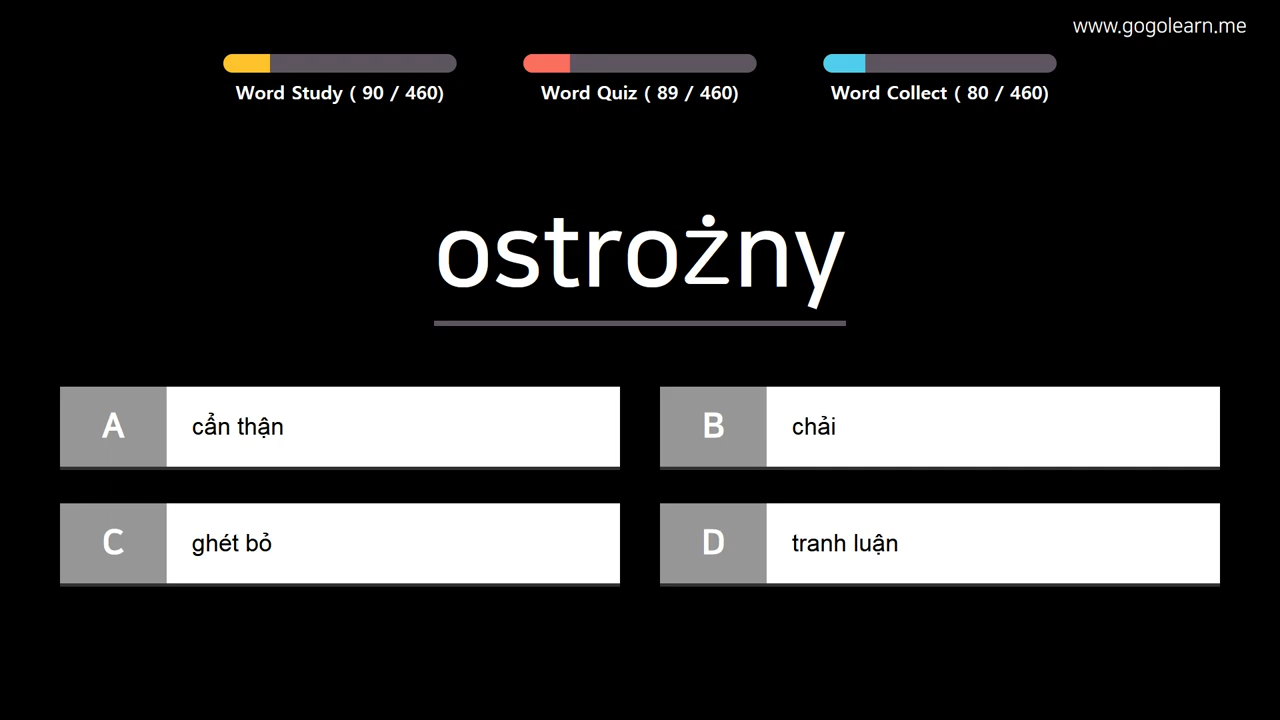 www.gogolearn.me
Word Study ( 90 / 460)
Word Quiz ( 89 / 460)
Word Collect ( 80 / 460)
ostrożny
A cẩn thận
B chải
C ghét bỏ
D tranh luận